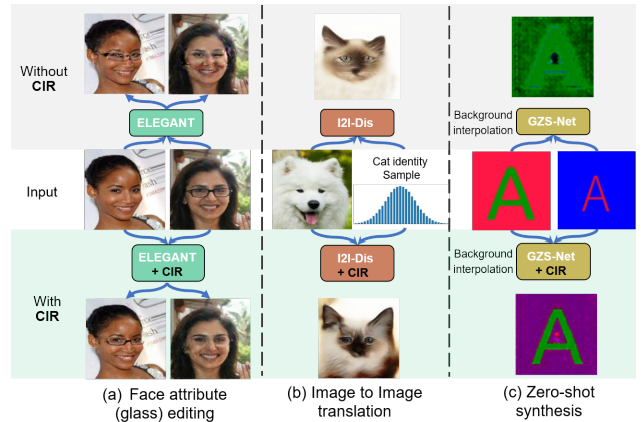 Without
CIR
ELEGANT
I2I-Dis
Background
interpolation
GZS-Net
Input
Cat identity
Sample
A
A
A
ELEGANT
+ CIR
I2I-Dis
+ CIR
Background
interpolation
GZS-Net
+ CIR
With
CIR
A
(a) Face attribute
(glass) editing
(b) Image to Image
translation
(c) Zero-shot
synthesis